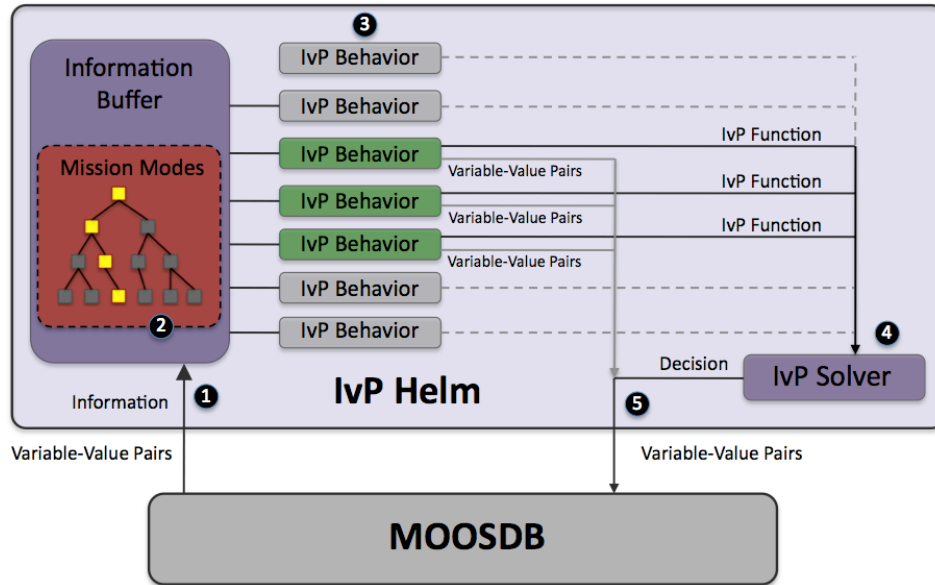 3
IvP Behavior
Information
Buffer
IvP Behavior
IvP Function
IvP Behavior
Mission Modes
Variable-Value Pairs
IvP Function
IvP Behavior
Variable-Value Pairs
IvP Function
IvP Behavior
Variable-Value Pairs
IvP Behavior
2
IvP Behavior
4
Decision
IvP Solver
IvP Helm
1
Information
5
Variable-Value Pairs
Variable-Value Pairs
MOOSDB